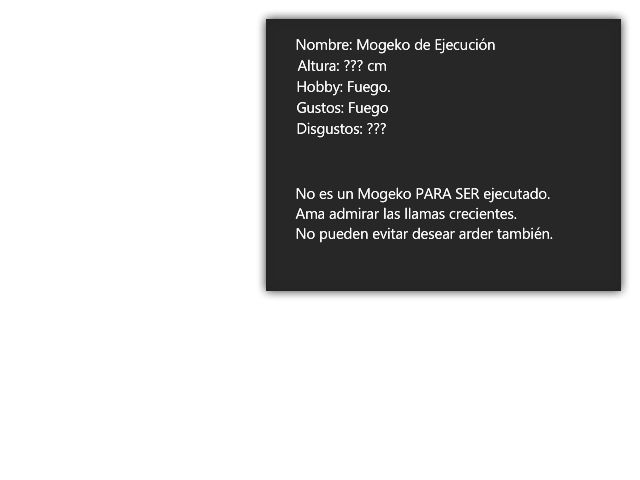 Nombre: Mogeko de Ejecución
Altura: ??? cm
Hobby: Fuego.
Gustos: Fuego
Disgustos: ???
No es un Mogeko PARA SER ejecutado.
Ama admirar las llamas crecientes.
No pueden evitar desear arder también.